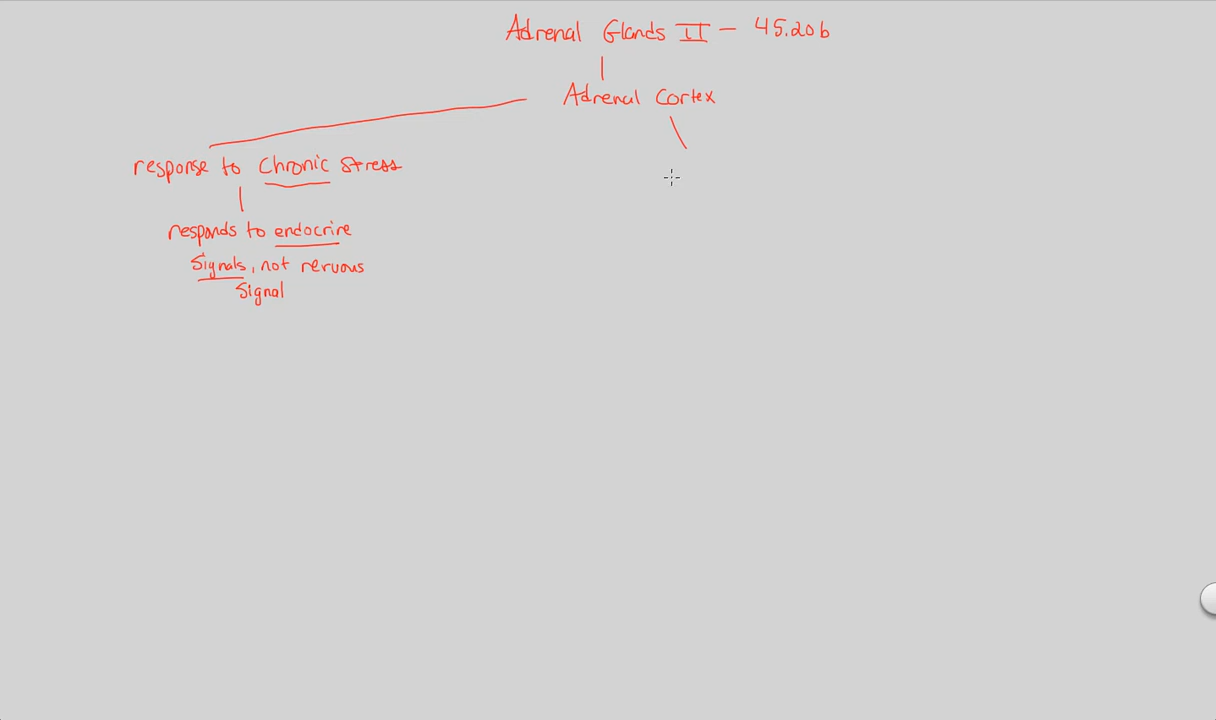 Adrenal Glands II - 45.20b
Adrenal Cortex
response to Chronic stress
responds to endocrine
Signals, not nervous
Signal